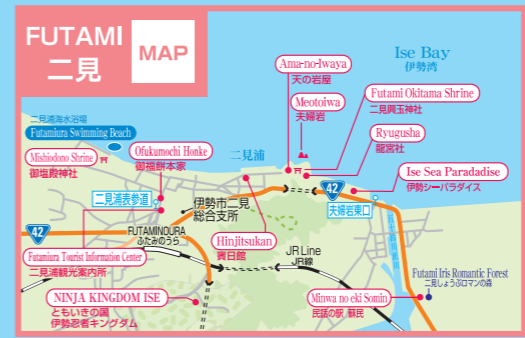 FUTAMI
二見
MAP
Ise Bay
伊勢湾
Ama-no-Iwaya
天の岩屋
Meotoiwa
夫婦岩
Futami Okitama Shrine
二見興玉神社
Ryugusha
龍宮社
Ise Sea Paradadise
伊勢シーパラダイス
二見浦海水浴場
Futamiura Swimming Beach
Mishiodono Shrine
御塩殿神社
Ofukumochi Honke
御福餅本家
二見浦
42
夫婦岩東口
二見浦表参道
伊勢市二見
総合支所
42
FUTAMINOURA
ふたみのうら
Hinjitsukan
賓日館
JR Line
JR線
Futamiura Tourist Information Center
二見浦観光案内所
NINJA KINGDOM ISE
ともいきの国
伊勢忍者キングダム
Futami Iris Romantic Forest
二見しょうぶロマンの森
Minwa no eki Somin
民話の駅 蘇民